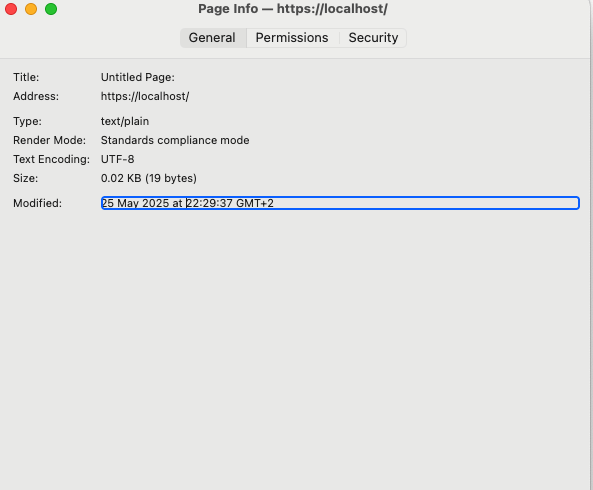 Page Info — https://localhost/
General Permissions Security
Title: Untitled Page:
Address: https://localhost/
Type: text/plain
Render Mode: Standards compliance mode
Text Encoding: UTF-8
Size: 0.02 KB (19 bytes)
Modified: 25 May 2025 at 22:29:37 GMT+2